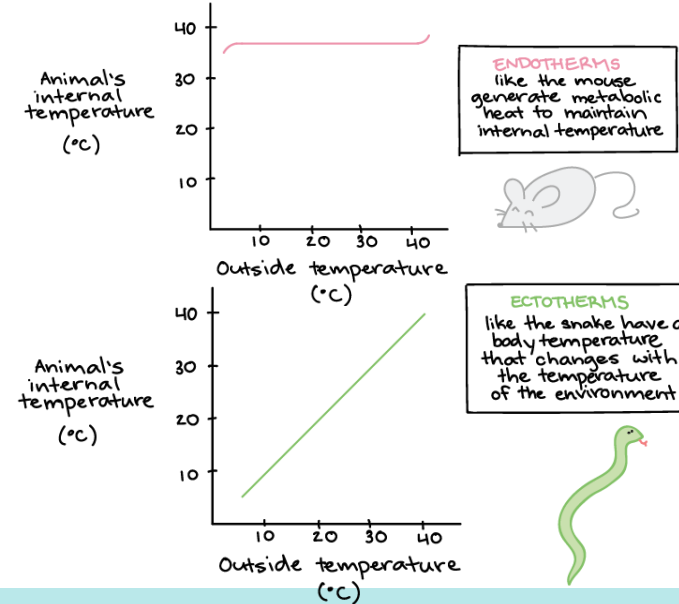 40
30
20
10
Animal's
internal
temperature
(°C)
10 20 30 40
Outside temperature
(°C)
ENDOTHERMS
like the mouse
generate metabolic
heat to maintain
internal temperature
40
30
20
10
Animal's
internal
temperature
(°C)
10 20 30 40
Outside temperature
(°C)
ECTOTHERMS
like the snake have a
body temperature
that changes with
the temperature
of the environment